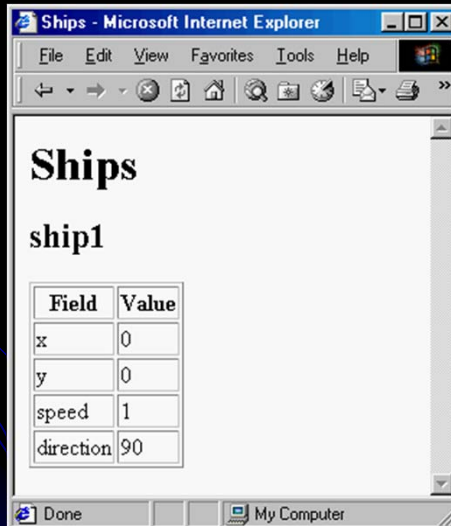 Ships - Microsoft Internet Explorer
File Edit View Favorites Tools Help
»
Ships
ship1
Field Value
x 0
y 0
speed 1
direction 90
Done My Computer